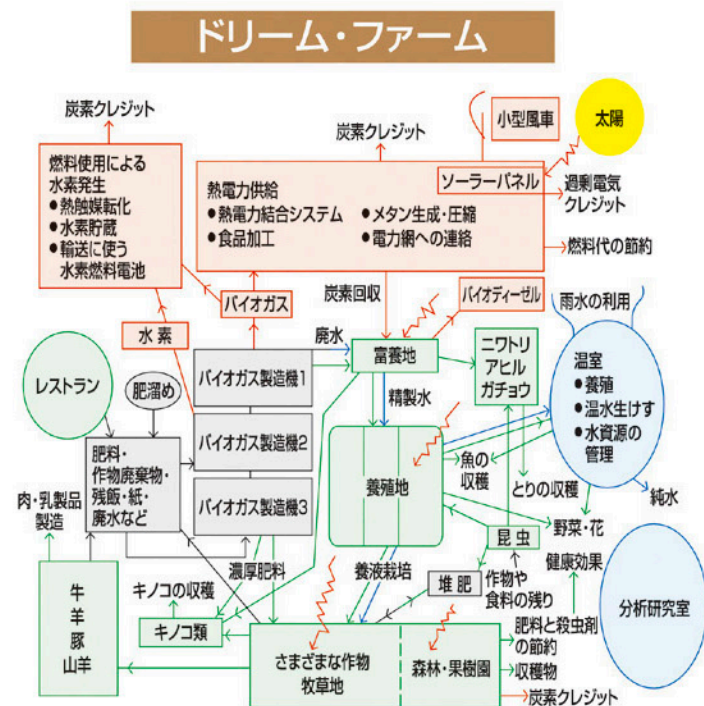 ドリーム・ファーム
炭素クレジット
炭素クレジット
小型風車
太陽
燃料使用による
水素発生
●熱触媒転化
●水素貯蔵
●輸送に使う
水素燃料電池
熱電力供給
●熱電力結合システム
●食品加工
●メタン生成・圧縮
●電力網への連絡
ソーラーパネル
過剰電気
クレジット
燃料代の節約
バイオガス
水素
炭素回収
バイオディーゼル
雨水の利用
廃水
富養地
ニワトリ
アヒル
ガチョウ
温室
●養殖
●温水生けす
●水資源の
管理
レストラン
肥溜め
バイオガス製造機1
バイオガス製造機2
バイオガス製造機3
精製水
肥料・
作物廃棄物・
残飯・紙・
廃水など
養殖地
魚の
収穫
とりの収穫
純水
肉・乳製品
製造
野菜・花
昆虫
濃厚肥料
養液栽培
堆肥
作物や
食料の残り
健康効果
分析研究室
キノコの収穫
キノコ類
牛
羊
豚
山羊
さまざまな作物
牧草地
森林・果樹園
肥料と殺虫剤
の節約
収穫物
炭素クレジット